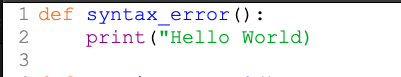 1 def syntax_error():
2     print("Hello World)
3